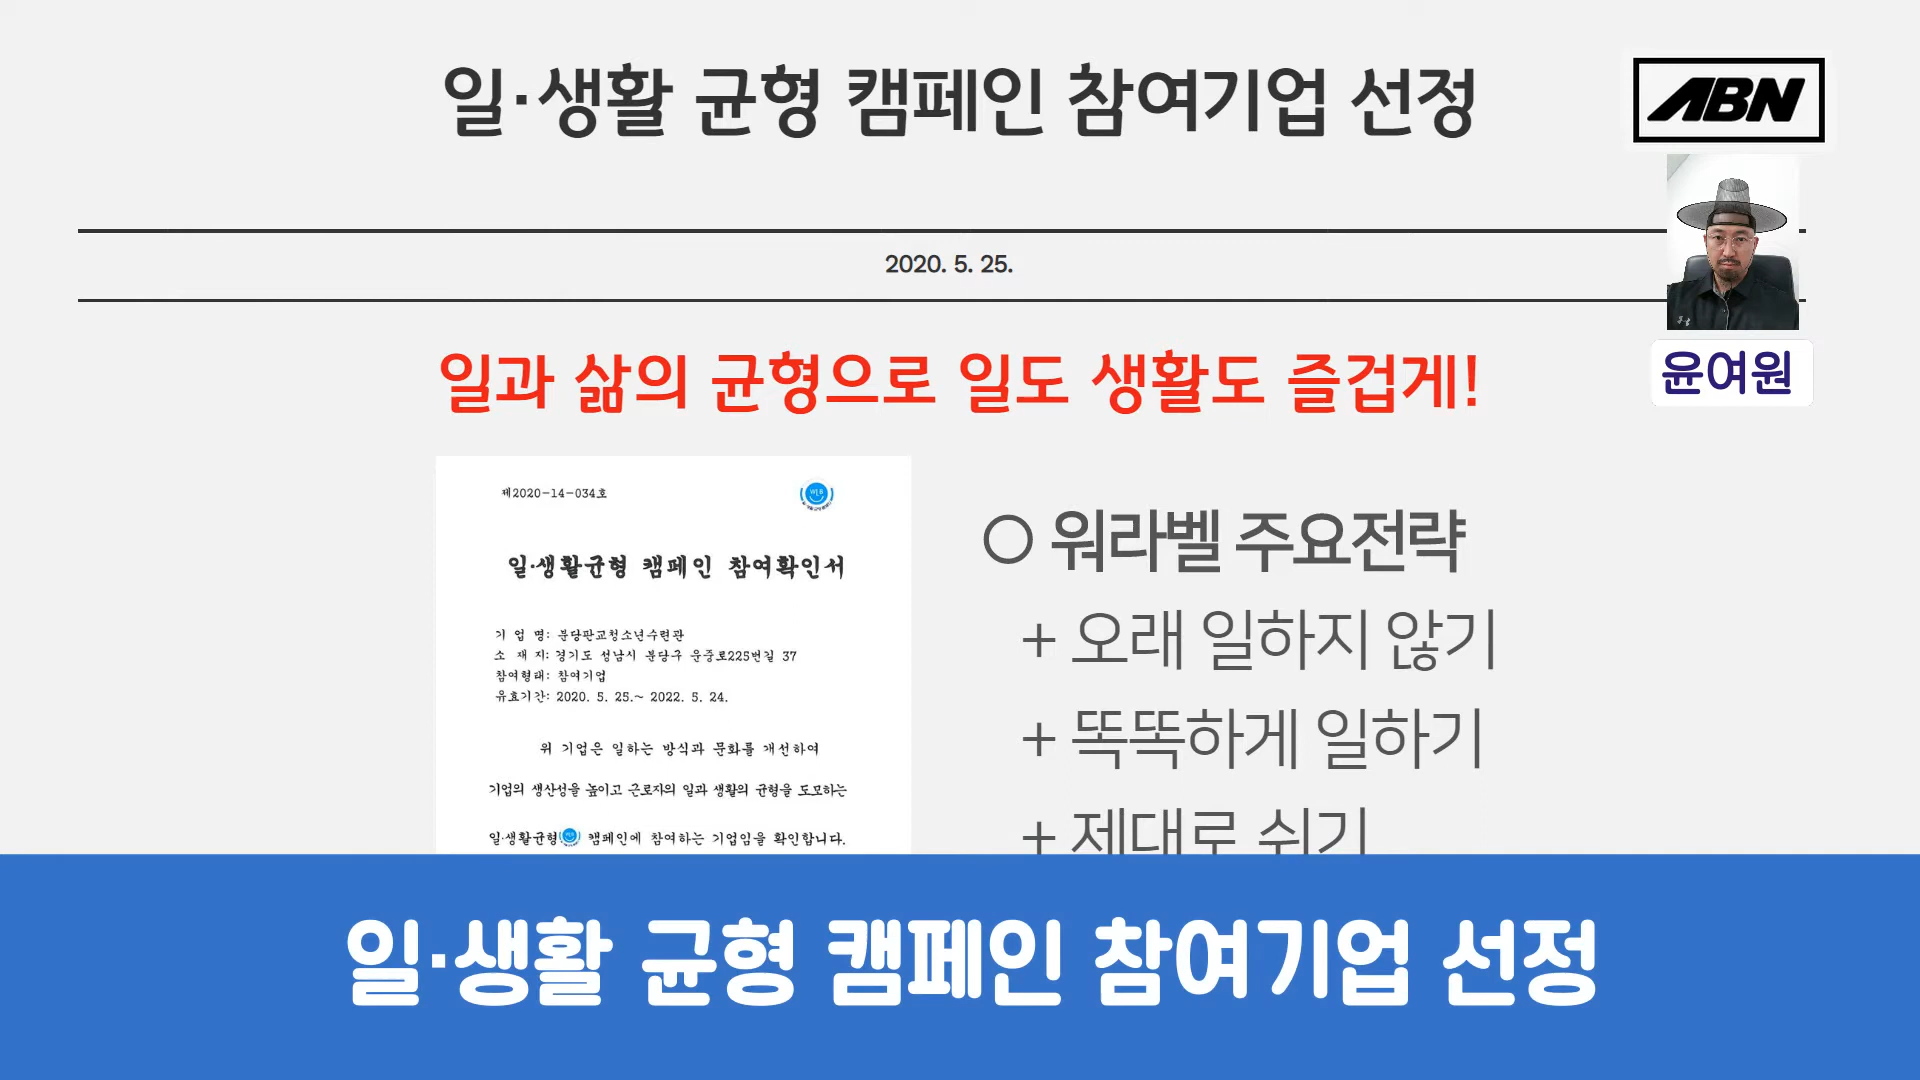 일·생활 균형 캠페인 참여기업 선정
ABN
2020. 5. 25.
윤여원
일과 삶의 균형으로 일도 생활도 즐겁게!
제2020-14-034호
WLB
일·생활균형 캠페인 참여확인서
기 업 명: 분당판교청소년수련관
소 재 지: 경기도 성남시 분당구 운중로225번길 37
참여형태: 참여기업
유효기간: 2020. 5. 25.~ 2022. 5. 24.
위 기업은 일하는 방식과 문화를 개선하여
기업의 생산성을 높이고 근로자의 일과 생활의 균형을 도모하는
일·생활균형 캠페인에 참여하는 기업임을 확인합니다.
○ 워라벨 주요전략
+ 오래 일하지 않기
+ 똑똑하게 일하기
+ 제대로 쉬기
일·생활 균형 캠페인 참여기업 선정